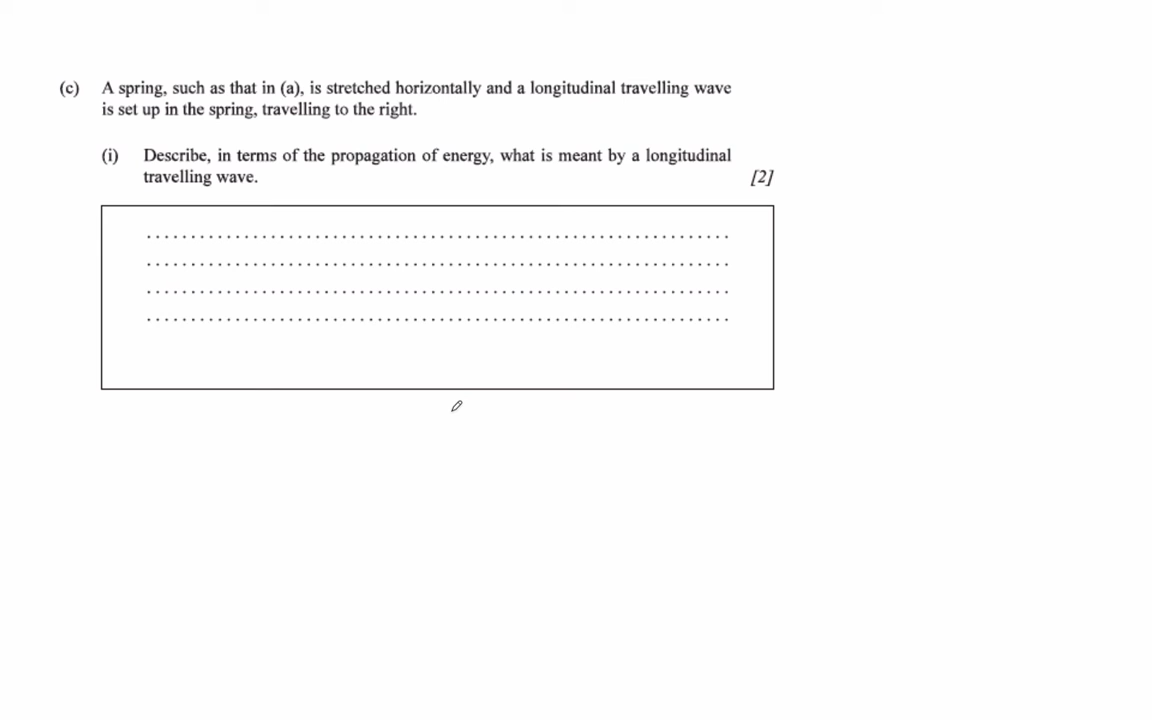 (c) A spring, such as that in (a), is stretched horizontally and a longitudinal travelling wave
is set up in the spring, travelling to the right.
(i) Describe, in terms of the propagation of energy, what is meant by a longitudinal
travelling wave. [2]